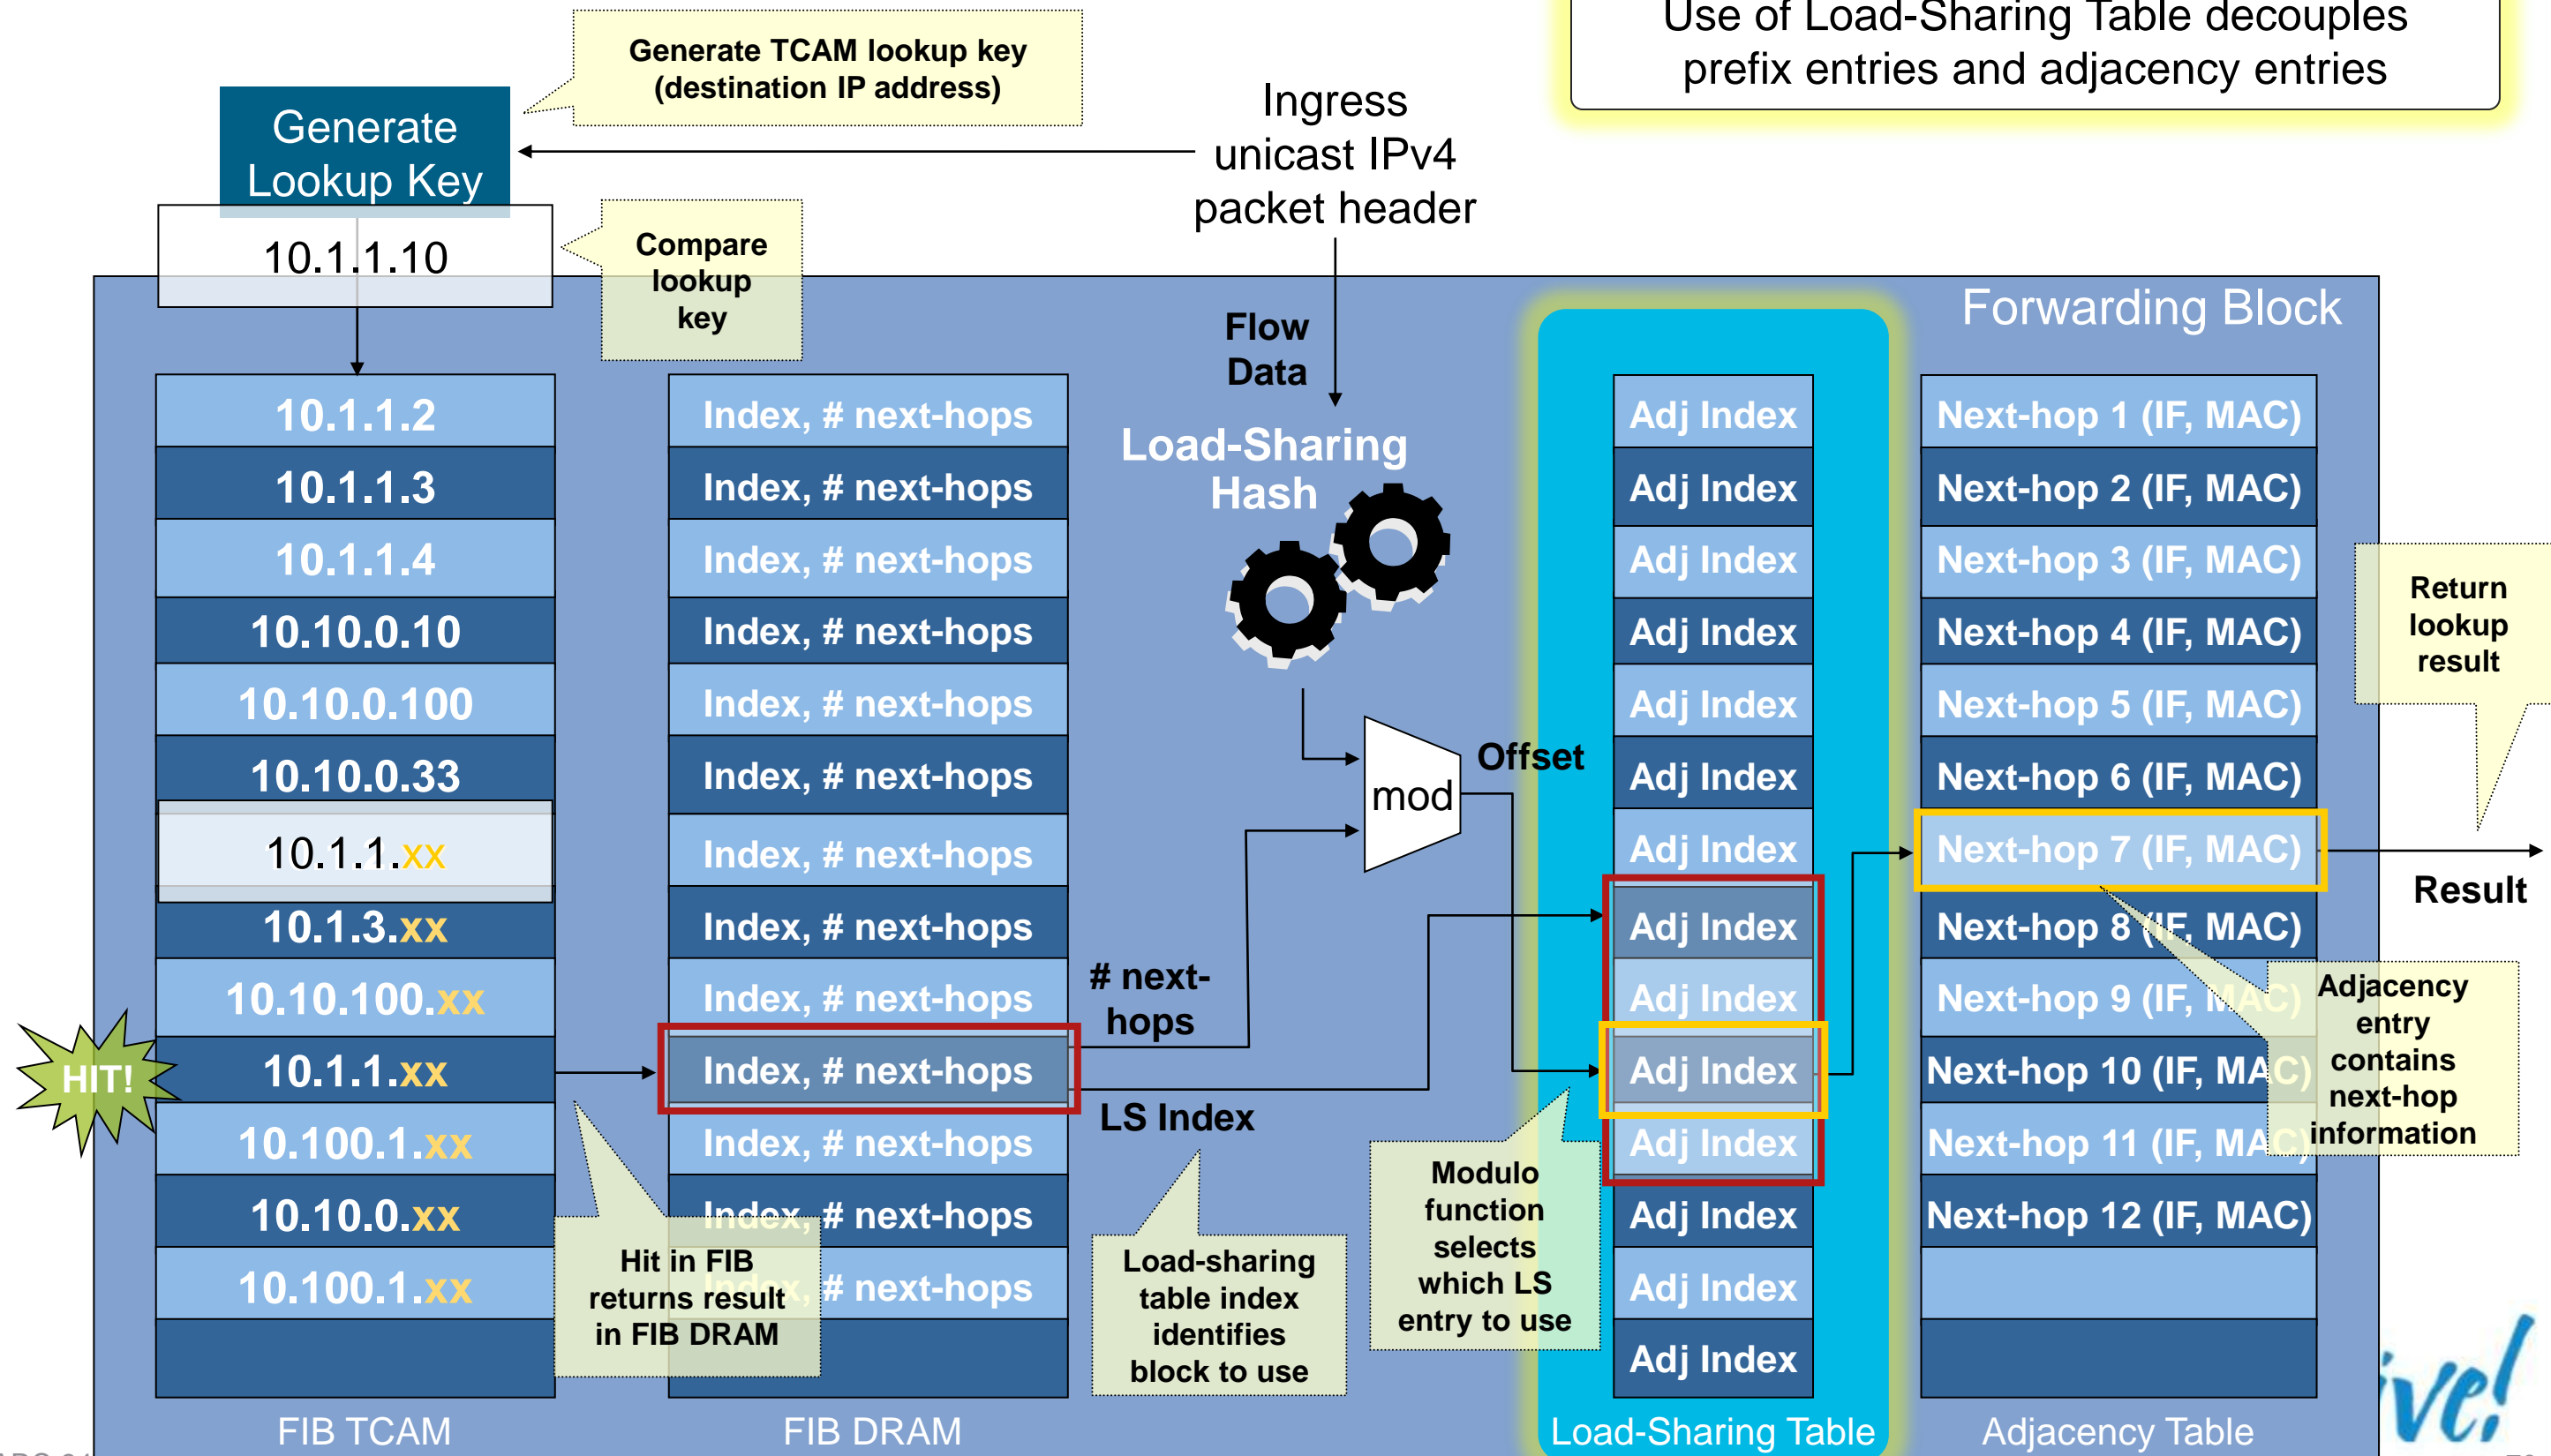 Use of Load-Sharing Table decouples
prefix entries and adjacency entries
Generate TCAM lookup key
(destination IP address)
Generate
Lookup Key
Ingress
unicast IPv4
packet header
10.1.1.10
Compare
lookup
key
Forwarding Block
Flow
Data
Load-Sharing
Hash
10.1.1.2
10.1.1.3
10.1.1.4
10.10.0.10
10.10.0.100
10.10.0.33
10.1.1.xx
10.1.3.xx
10.10.100.xx
HIT!
10.1.1.xx
10.100.1.xx
10.10.0.xx
10.100.1.xx
FIB TCAM
Index, # next-hops
Index, # next-hops
Index, # next-hops
Index, # next-hops
Index, # next-hops
Index, # next-hops
Index, # next-hops
Index, # next-hops
Index, # next-hops
Index, # next-hops
Index, # next-hops
Index, # next-hops
Index, # next-hops
FIB DRAM
Hit in FIB
returns result
in FIB DRAM
# next-
hops
LS Index
Load-sharing
table index
identifies
block to use
mod
Offset
Modulo
function
selects
which LS
entry to use
Adj Index
Adj Index
Adj Index
Adj Index
Adj Index
Adj Index
Adj Index
Adj Index
Adj Index
Adj Index
Adj Index
Adj Index
Adj Index
Adj Index
Load-Sharing Table
Next-hop 1 (IF, MAC)
Next-hop 2 (IF, MAC)
Next-hop 3 (IF, MAC)
Next-hop 4 (IF, MAC)
Next-hop 5 (IF, MAC)
Next-hop 6 (IF, MAC)
Next-hop 7 (IF, MAC)
Next-hop 8 (IF, MAC)
Next-hop 9 (IF, MAC)
Next-hop 10 (IF, MAC)
Next-hop 11 (IF, MAC)
Next-hop 12 (IF, MAC)
Adjacency Table
Return
lookup
result
Result
Adjacency
entry
contains
next-hop
information
ive!